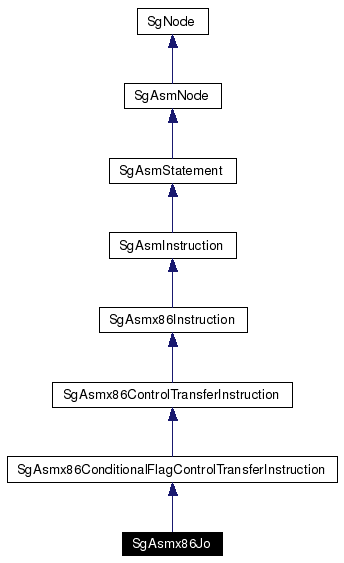 SgNode
SgAsmNode
SgAsmStatement
SgAsmInstruction
SgAsmx86Instruction
SgAsmx86ControlTransferInstruction
SgAsmx86ConditionalFlagControlTransferInstruction
SgAsmx86Jo